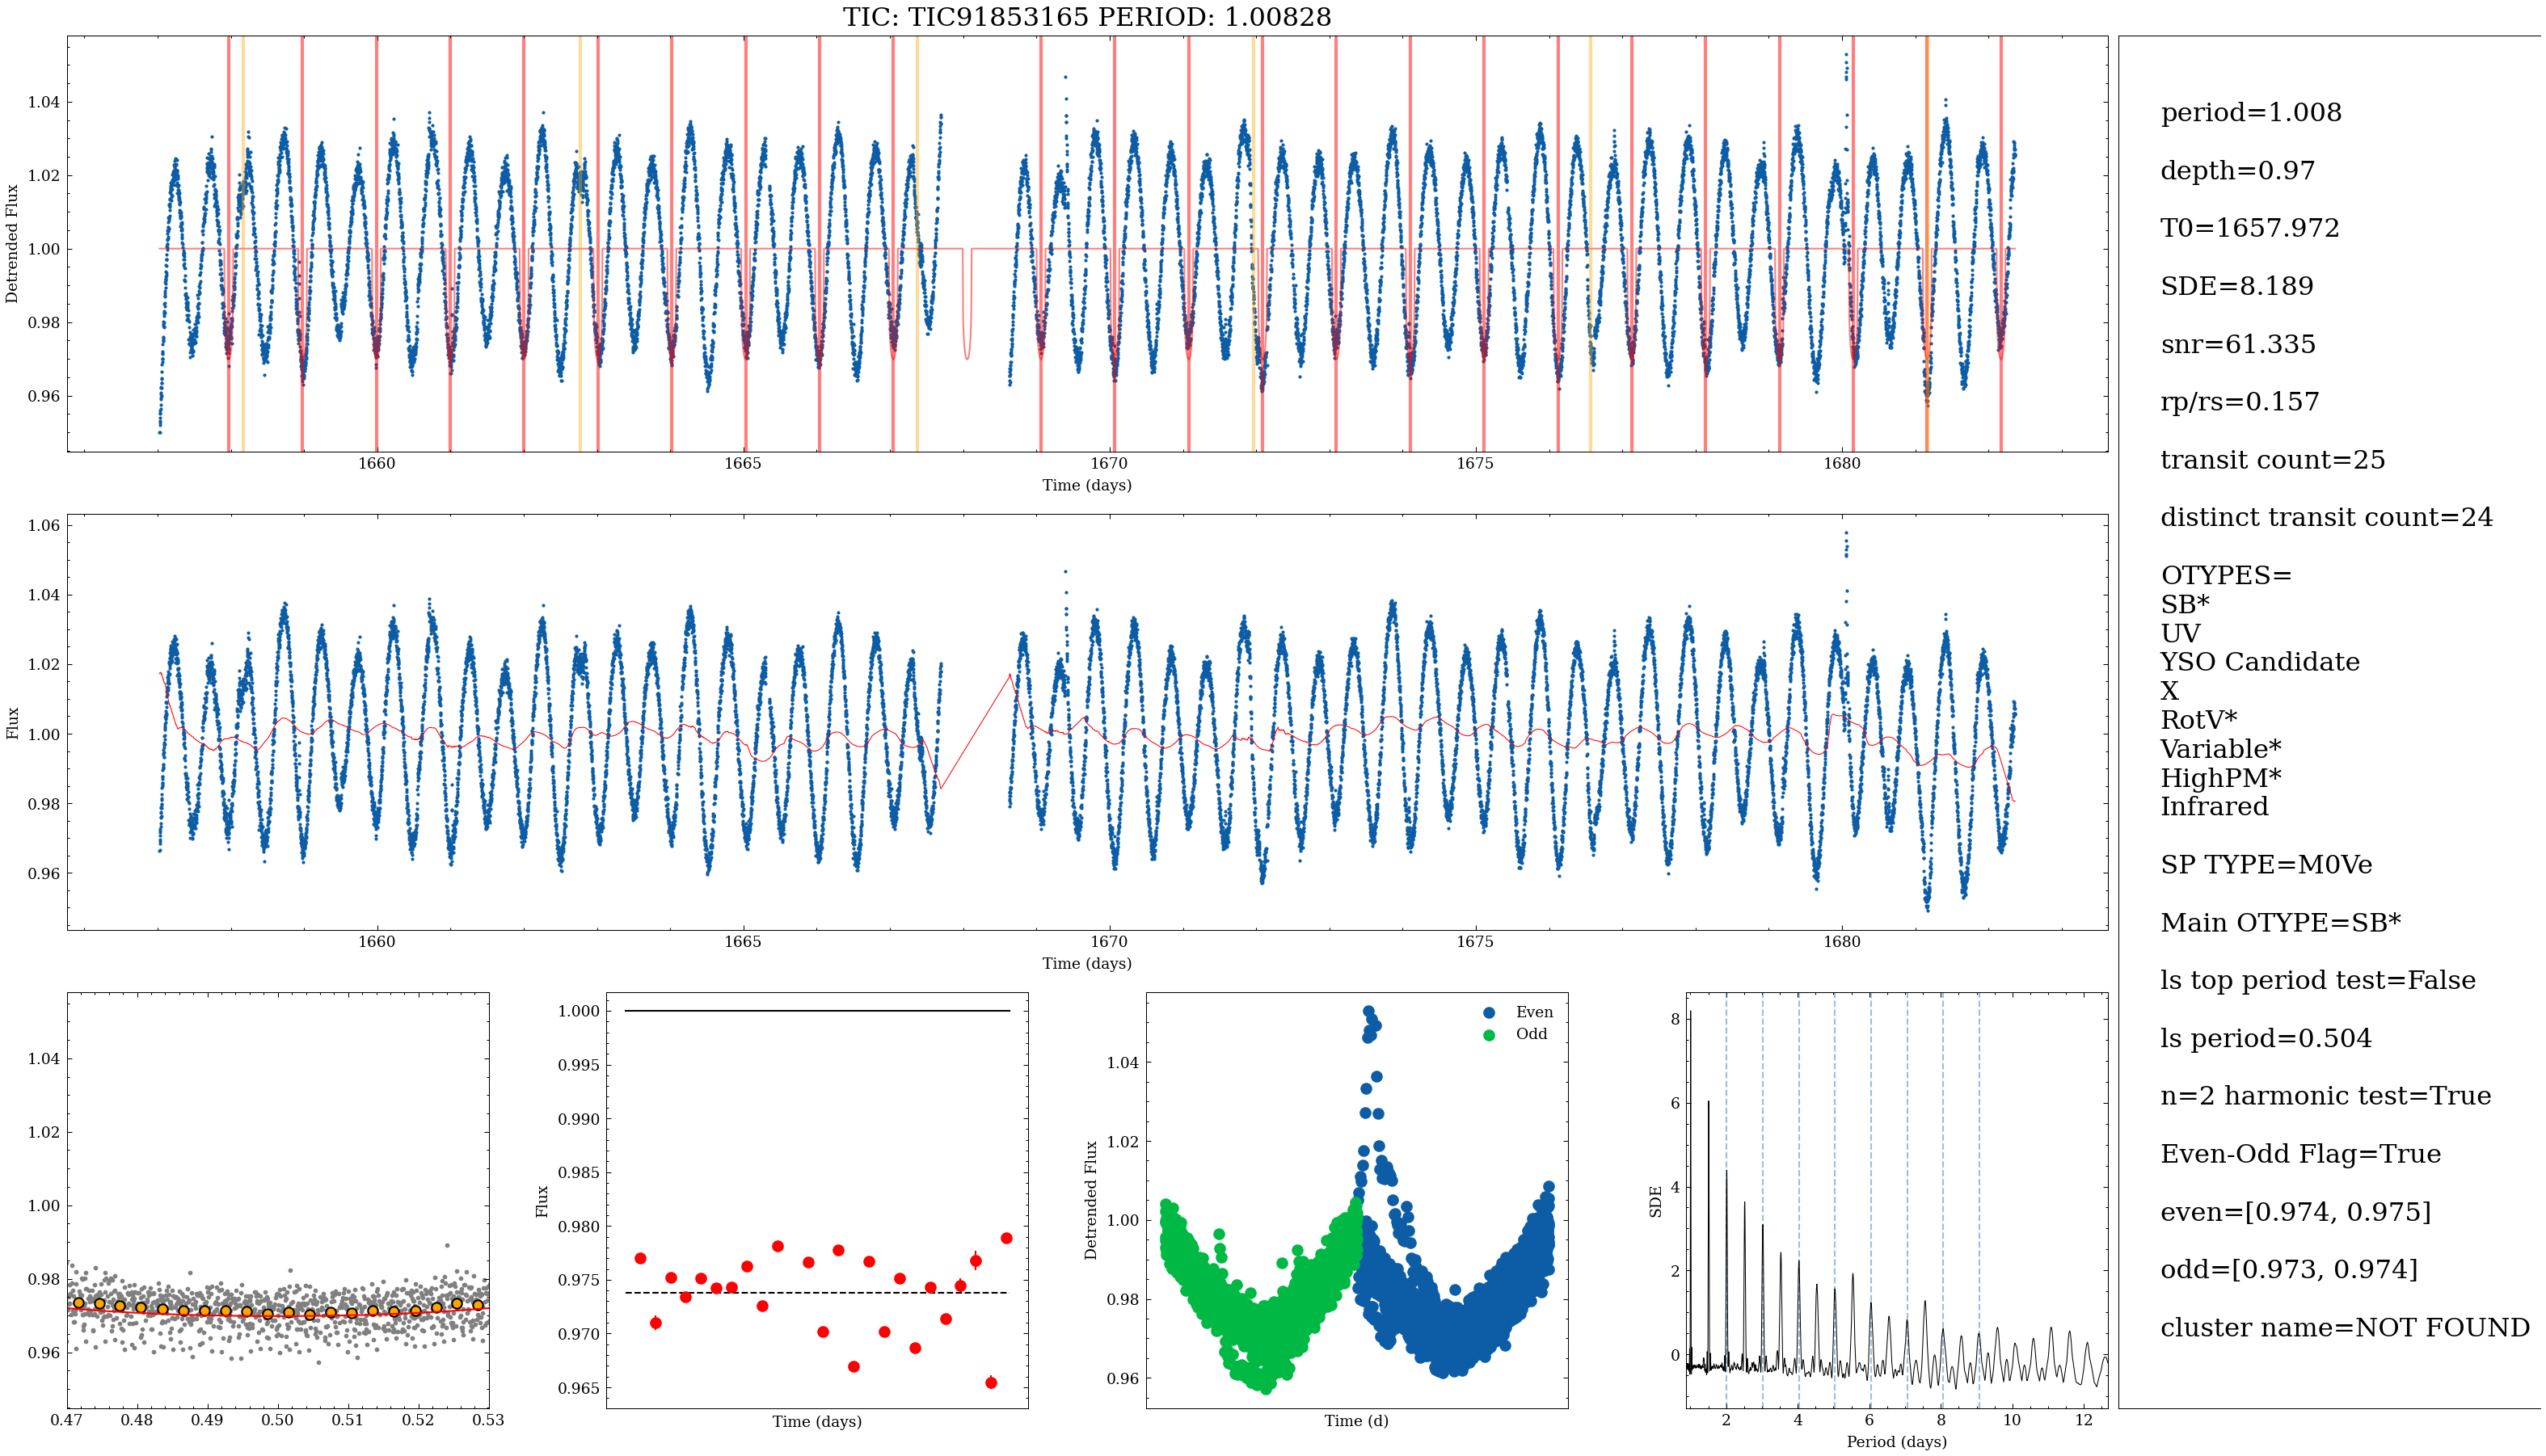 TIC: TIC91853165 PERIOD: 1.00828
Detrended Flux
1.04
1.02
1.00
0.98
0.96
1660
1665
1670
1675
1680
Time (days)
Flux
1.06
1.04
1.02
1.00
0.98
0.96
1660
1665
1670
1675
1680
Time (days)
1.04
1.02
1.00
0.98
0.96
0.47
0.48
0.49
0.50
0.51
0.52
0.53
Flux
1.000
0.995
0.990
0.985
0.980
0.975
0.970
0.965
Time (days)
Detrended Flux
1.04
1.02
1.00
0.98
0.96
Even
Odd
Time (d)
SDE
8
6
4
2
0
2
4
6
8
10
12
Period (days)
period=1.008
depth=0.97
T0=1657.972
SDE=8.189
snr=61.335
rp/rs=0.157
transit count=25
distinct transit count=24
OTYPES=
SB*
UV
YSO Candidate
X
RotV*
Variable*
HighPM*
Infrared
SP TYPE=M0Ve
Main OTYPE=SB*
ls top period test=False
ls period=0.504
n=2 harmonic test=True
Even-Odd Flag=True
even=[0.974, 0.975]
odd=[0.973, 0.974]
cluster name=NOT FOUND